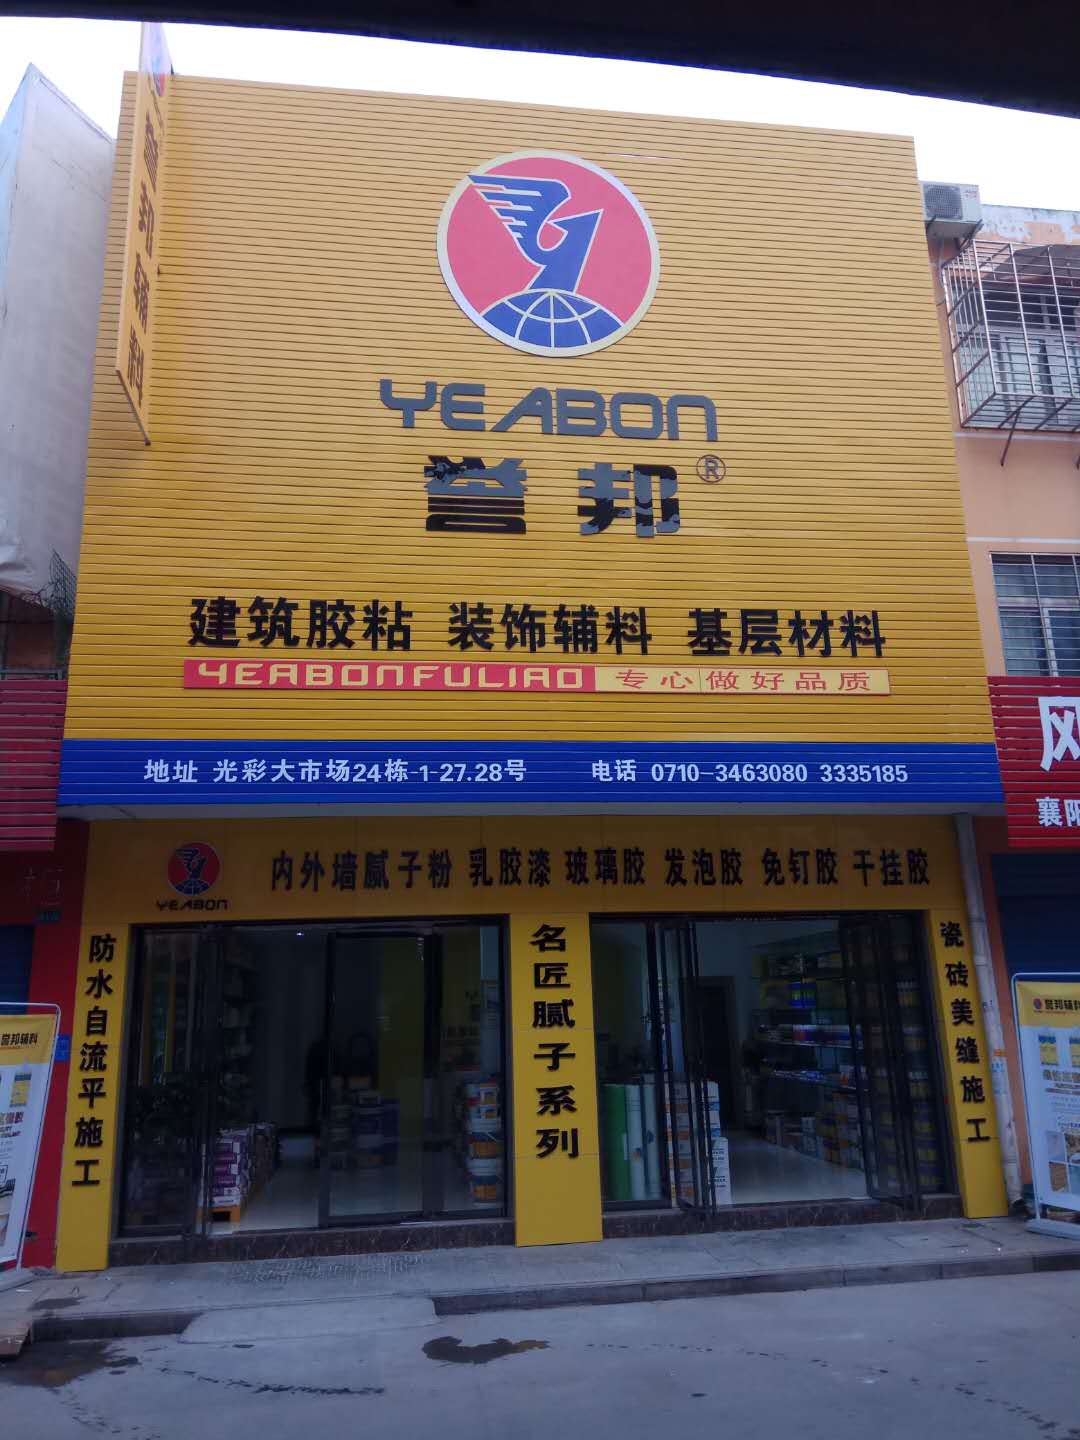 誉邦辅料
YEABON
誉邦®
建筑胶粘 装饰辅料 基层材料
YEABONFULIAO 专心做好品质
地址 光彩大市场24栋-1-27.28号 电话 0710-3463080 3335185
风
襄阳
YEABON
内外墙腻子粉 乳胶漆 玻璃胶 发泡胶 免钉胶 干挂胶
防水自流平施工
名匠腻子系列
瓷砖美缝施工
誉邦辅料
誉邦辅料